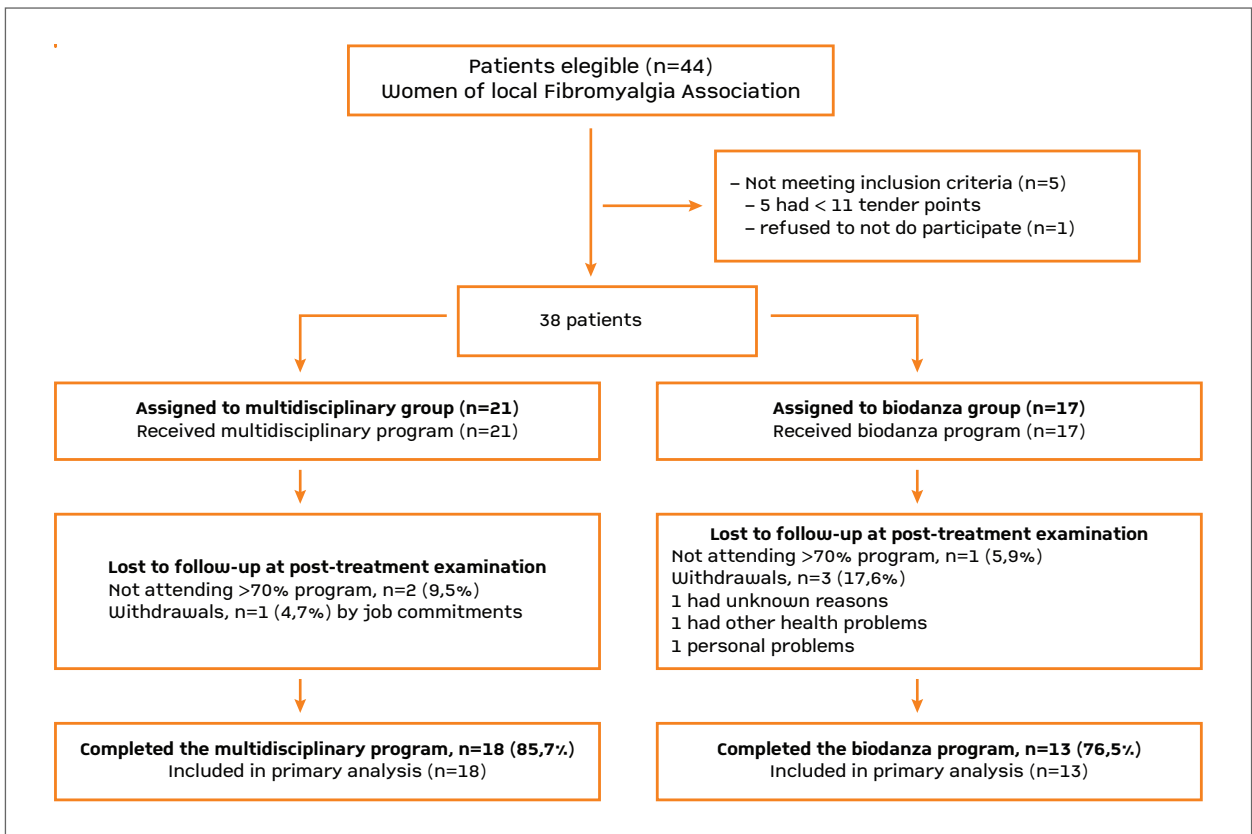 Patients elegible (n=44)
Women of local Fibromyalgia Association
– Not meeting inclusion criteria (n=5)
– 5 had < 11 tender points
– refused to not do participate (n=1)
38 patients
Assigned to multidisciplinary group (n=21)
Received multidisciplinary program (n=21)
Assigned to biodanza group (n=17)
Received biodanza program (n=17)
Lost to follow-up at post-treatment examination
Not attending >70% program, n=2 (9,5%)
Withdrawals, n=1 (4,7%) by job commitments
Lost to follow-up at post-treatment examination
Not attending >70% program, n=1 (5,9%)
Withdrawals, n=3 (17,6%)
1 had unknown reasons
1 had other health problems
1 personal problems
Completed the multidisciplinary program, n=18 (85,7%)
Included in primary analysis (n=18)
Completed the biodanza program, n=13 (76,5%)
Included in primary analysis (n=13)